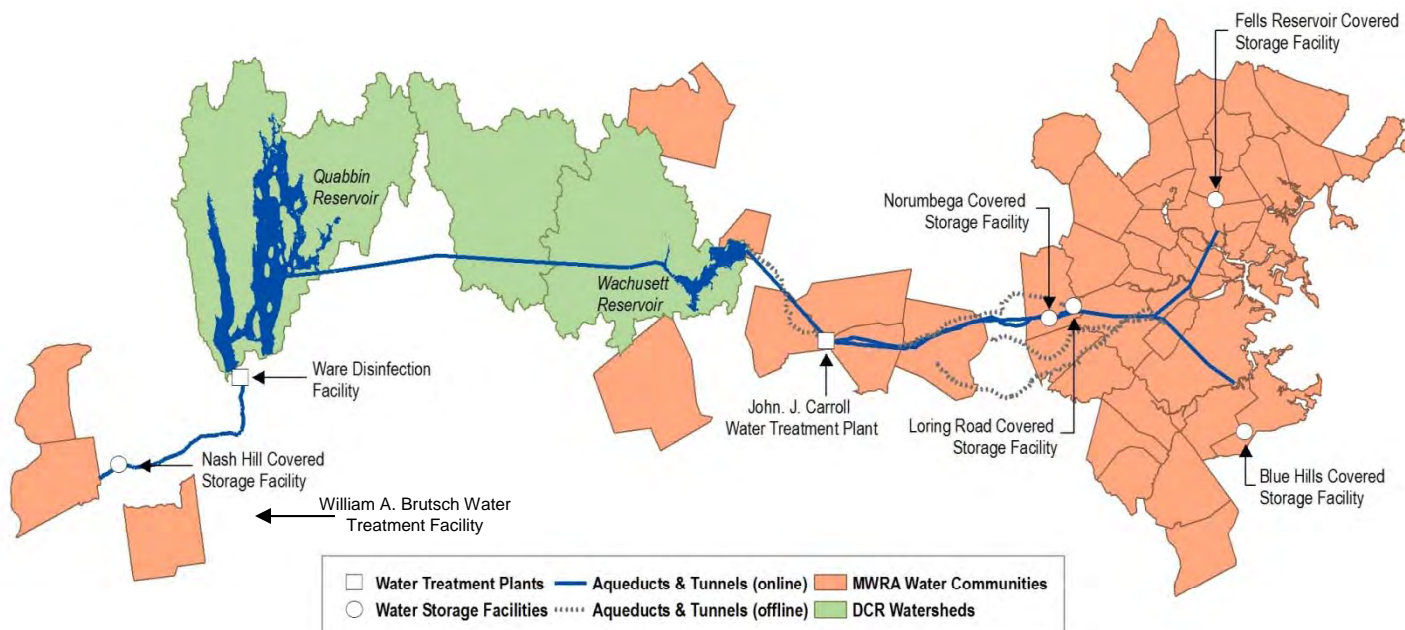 Fells Reservoir Covered
Storage Facility
Quabbin
Reservoir
Norumbega Covered
Storage Facility
Wachusett
Reservoir
Ware Disinfection
Facility
John. J. Carroll
Water Treatment Plant
Loring Road Covered
Storage Facility
Nash Hill Covered
Storage Facility
Blue Hills Covered
Storage Facility
William A. Brutsch Water
Treatment Facility
Water Treatment Plants Aqueducts & Tunnels (online) MWRA Water Communities
Water Storage Facilities Aqueducts & Tunnels (offline) DCR Watersheds